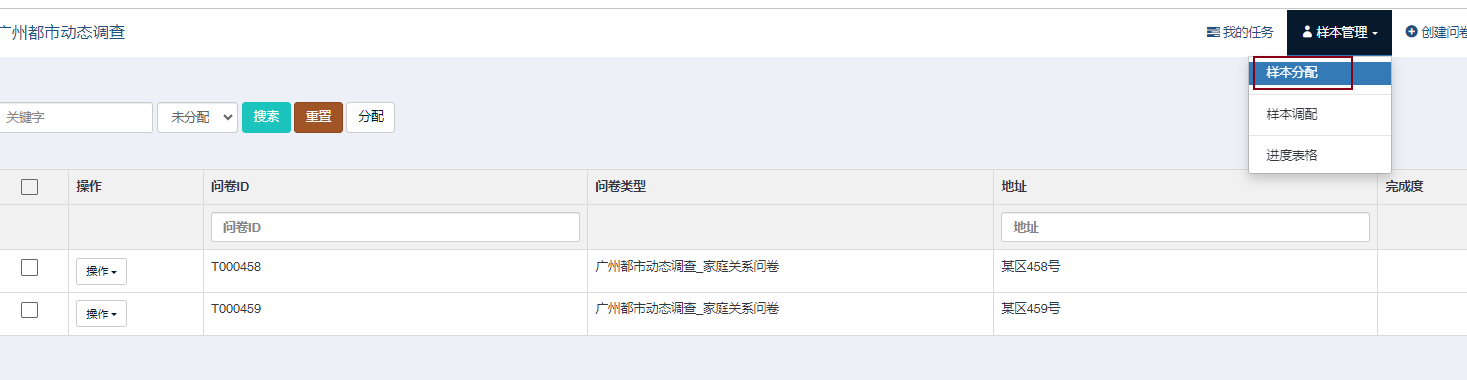 广州都市动态调查
我的任务 样本管理 创建问卷
样本分配
样本调配
进度表格
关键字 未分配 搜索 重置 分配
操作 问卷ID 问卷类型 地址 完成度
问卷ID 地址
操作 T000458 广州都市动态调查_家庭关系问卷 某区458号
操作 T000459 广州都市动态调查_家庭关系问卷 某区459号